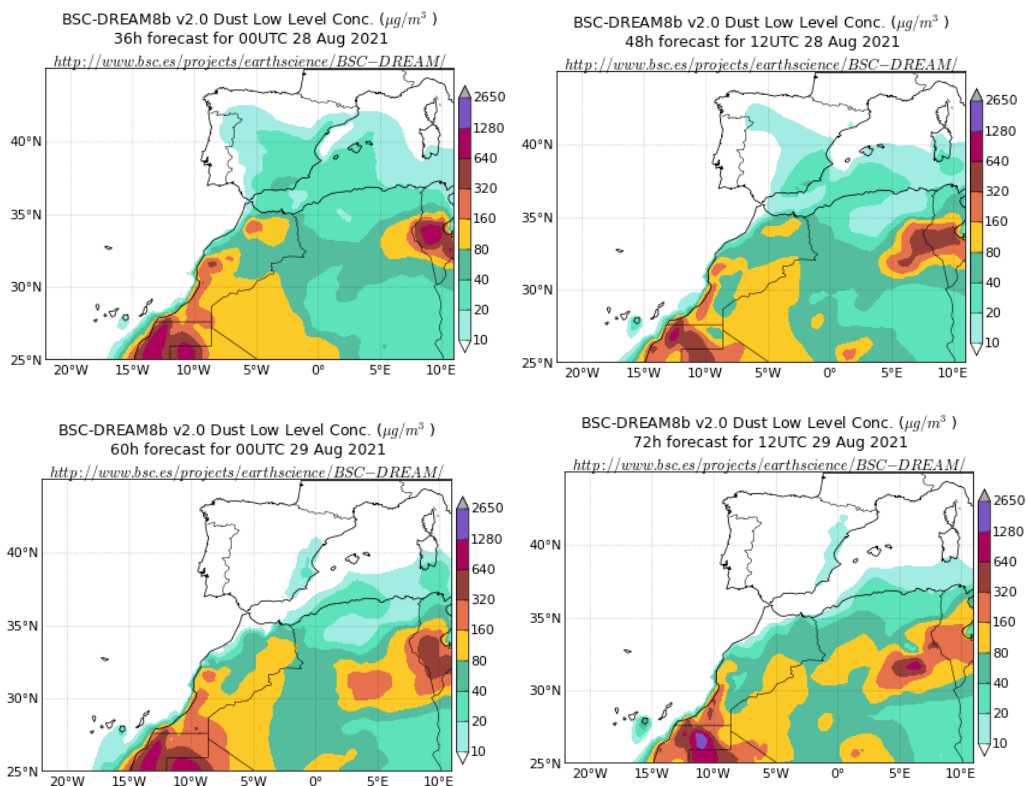 BSC-DREAM8b v2.0 Dust Low Level Conc. (μg/m³ )
36h forecast for 00UTC 28 Aug 2021
http://www.bsc.es/projects/earthscience/BSC−DREAM/
2650
1280
640
320
160
80
40
20
10
40°N
35°N
30°N
25°N
20°W 15°W 10°W 5°W 0° 5°E 10°E
BSC-DREAM8b v2.0 Dust Low Level Conc. (μg/m³ )
48h forecast for 12UTC 28 Aug 2021
http://www.bsc.es/projects/earthscience/BSC−DREAM/
2650
1280
640
320
160
80
40
20
10
40°N
35°N
30°N
25°N
20°W 15°W 10°W 5°W 0° 5°E 10°E
BSC-DREAM8b v2.0 Dust Low Level Conc. (μg/m³ )
60h forecast for 00UTC 29 Aug 2021
http://www.bsc.es/projects/earthscience/BSC−DREAM/
2650
1280
640
320
160
80
40
20
10
40°N
35°N
30°N
25°N
20°W 15°W 10°W 5°W 0° 5°E 10°E
BSC-DREAM8b v2.0 Dust Low Level Conc. (μg/m³ )
72h forecast for 12UTC 29 Aug 2021
http://www.bsc.es/projects/earthscience/BSC−DREAM/
2650
1280
640
320
160
80
40
20
10
40°N
35°N
30°N
25°N
20°W 15°W 10°W 5°W 0° 5°E 10°E